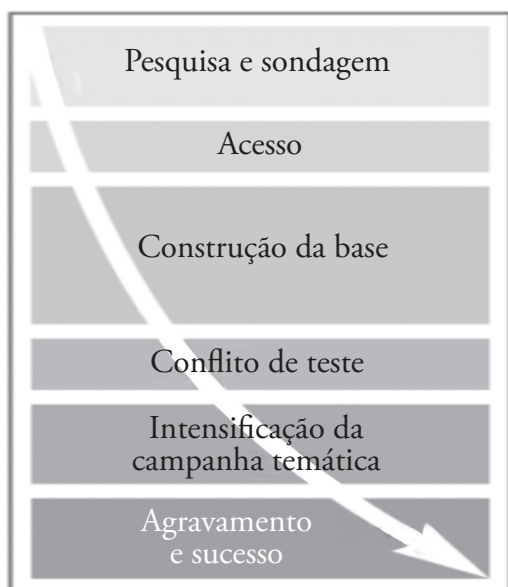 Pesquisa e sondagem
Acesso
Construção da base
Conflito de teste
Intensificação da
campanha temática
Agravamento
e sucesso